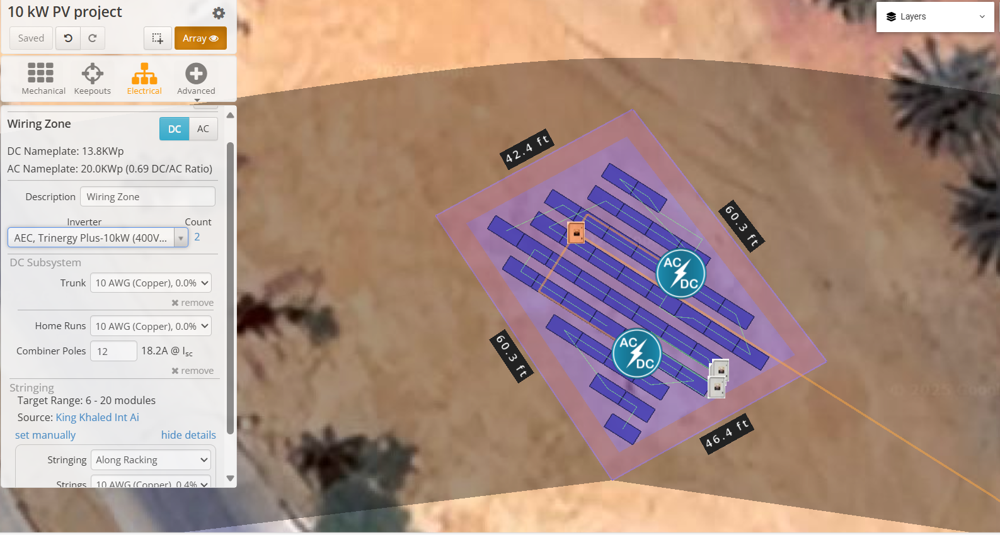 10 kW PV project
Saved
Array
Layers
Mechanical
Keepouts
Electrical
Advanced
Wiring Zone
DC
AC
DC Nameplate: 13.8KWp
AC Nameplate: 20.0KWp (0.69 DC/AC Ratio)
Description
Wiring Zone
Inverter
Count
AEC, Trinergy Plus-10kW (400V...
2
DC Subsystem
Trunk
10 AWG (Copper), 0.0%
remove
Home Runs
10 AWG (Copper), 0.0%
Combiner Poles
12
18.2A @ Isc
remove
Stringing
Target Range: 6 - 20 modules
Source: King Khaled Int Ai
set manually
hide details
Stringing
Along Racking
Strings
10 AWG (Copper), 0.4%
© 2025 Google
42.4 ft
60.3 ft
AC
DC
60.3 ft
AC
DC
46.4 ft
© 2025 Goog